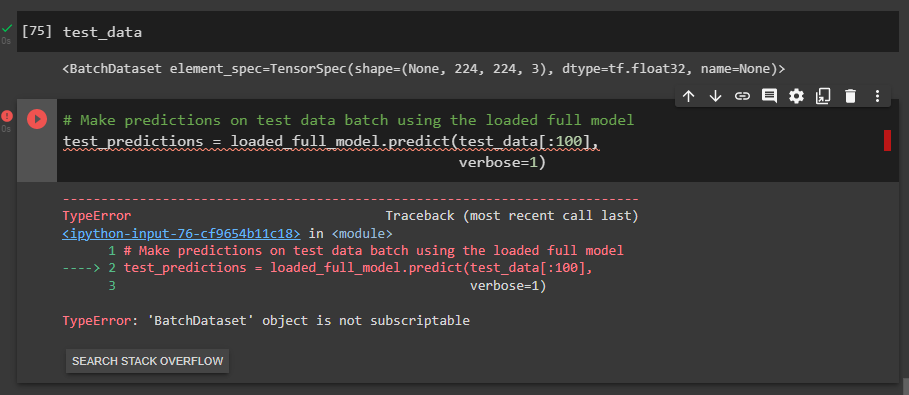 [75] test_data
0s
<BatchDataset element_spec=TensorSpec(shape=(None, 224, 224, 3), dtype=tf.float32, name=None)>
0s
# Make predictions on test data batch using the loaded full model
test_predictions = loaded_full_model.predict(test_data[:100],
verbose=1)
---------------------------------------------------------------------------
TypeError Traceback (most recent call last)
<ipython-input-76-cf9654b11c18> in <module>
1 # Make predictions on test data batch using the loaded full model
----> 2 test_predictions = loaded_full_model.predict(test_data[:100],
3 verbose=1)
TypeError: 'BatchDataset' object is not subscriptable
SEARCH STACK OVERFLOW